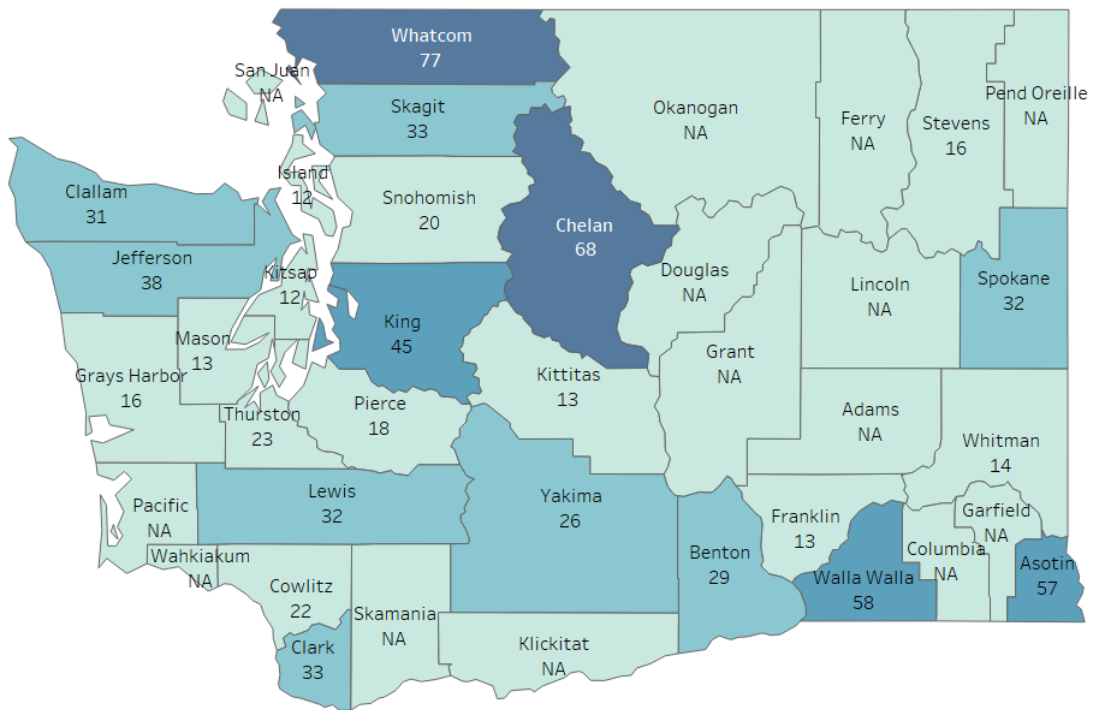 Whatcom
77
San Juan
NA
Skagit
33
Okanogan
NA
Ferry
NA
Stevens
16
Pend Oreille
NA
Island
12
Clallam
31
Snohomish
20
Chelan
68
Jefferson
38
Kitsap
12
Douglas
NA
Lincoln
NA
Spokane
32
King
45
Mason
13
Grant
NA
Grays Harbor
16
Kittitas
13
Thurston
23
Pierce
18
Adams
NA
Whitman
14
Pacific
NA
Lewis
32
Yakima
26
Franklin
13
Garfield
NA
Wahkiakum
NA
Benton
29
Columbia
NA
Asotin
57
Walla Walla
58
Cowlitz
22
Skamania
NA
Klickitat
NA
Clark
33